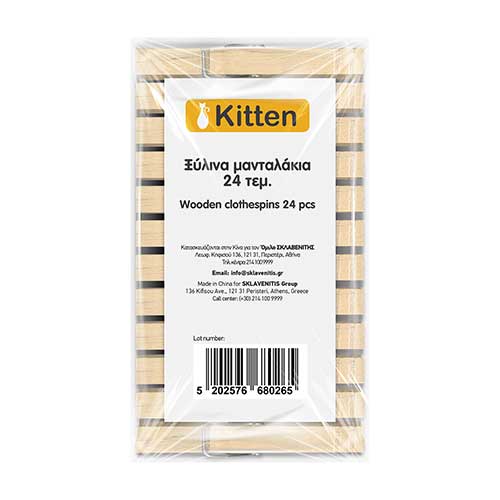 Kitten
Ξύλινα μανταλάκια
24 τεμ.
Wooden clothespins 24 pcs
Κατασκευάζονται στην Κίνα για τον Όμιλο ΣΚΛΑΒΕΝΙΤΗΣ
Λεωφ. Κηφισού 136, 121 31, Περιστέρι, Αθήνα
Τηλ.κέντρο 214 100 9999
Email: info@sklavenitis.gr
Made in China for SKLAVENITIS Group
136 Kifisou Ave., 121 31 Peristeri, Athens, Greece
Call center: (+30) 214 100 9999
Lot number:
5 202576 680265